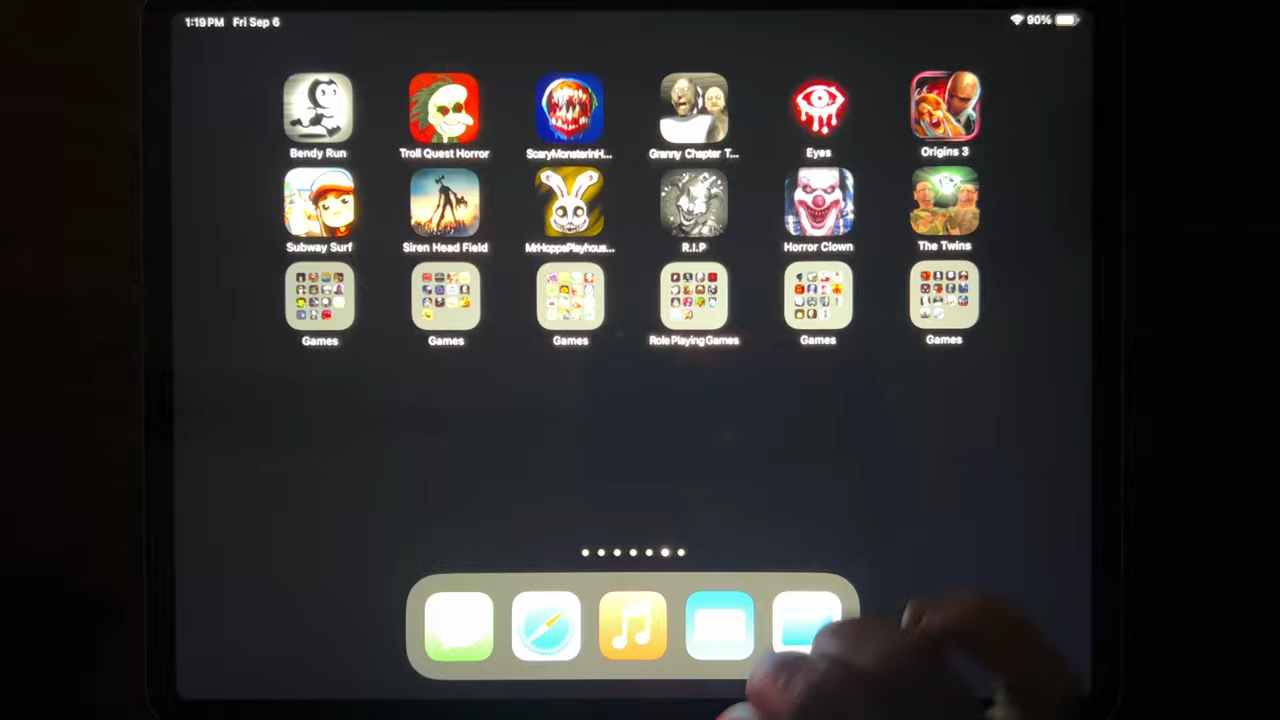 1:19 PM Fri Sep 6
90%
Bendy Run
Troll Quest Horror
ScaryMonsterinH...
Granny Chapter T...
Eyes
Origins 3
Subway Surf
Siren Head Field
MrHoppsPlayhous...
R.I.P
Horror Clown
The Twins
Games
Games
Games
Role Playing Games
Games
Games